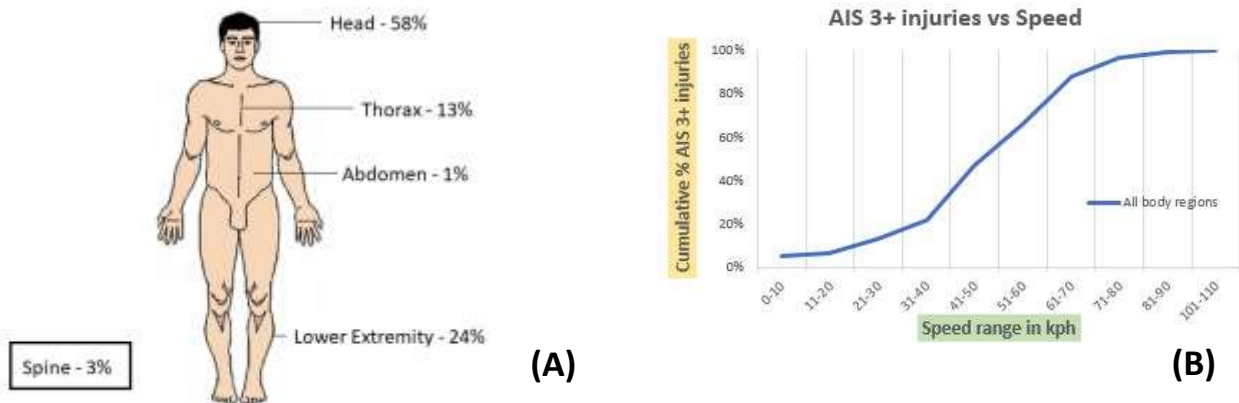 Head - 58%
Thorax - 13%
Abdomen - 1%
Lower Extremity - 24%
Spine - 3%
(A)
AIS 3+ injuries vs Speed
Cumulative % AIS 3+ injuries
100%
80%
60%
40%
20%
0%
All body regions
0-10
11-20
21-30
31-40
41-50
51-60
61-70
71-80
81-90
101-110
Speed range in kph
(B)